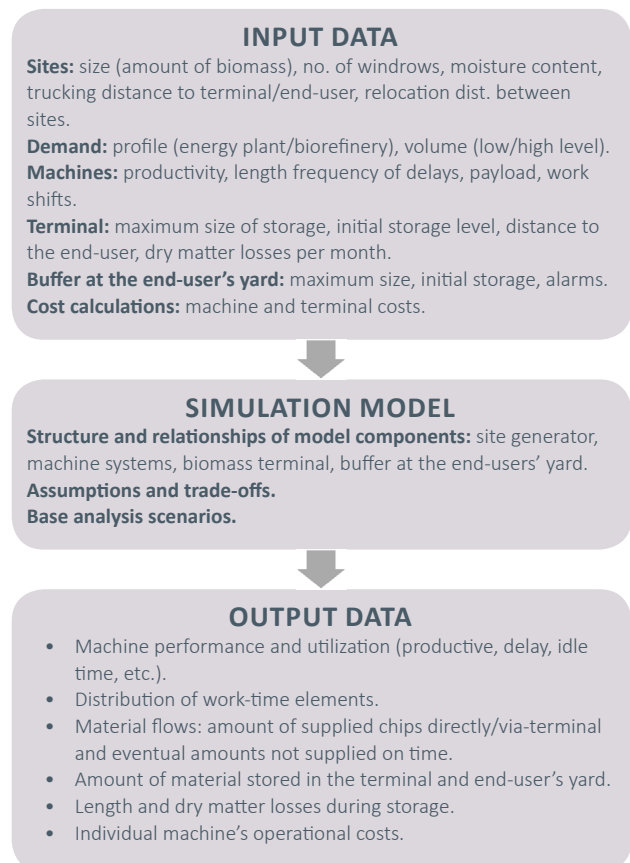 INPUT DATA
Sites: size (amount of biomass), no. of windrows, moisture content,
trucking distance to terminal/end-user, relocation dist. between
sites.
Demand: profile (energy plant/biorefinery), volume (low/high level).
Machines: productivity, length frequency of delays, payload, work
shifts.
Terminal: maximum size of storage, initial storage level, distance to
the end-user, dry matter losses per month.
Buffer at the end-user's yard: maximum size, initial storage, alarms.
Cost calculations: machine and terminal costs.
SIMULATION MODEL
Structure and relationships of model components: site generator,
machine systems, biomass terminal, buffer at the end-users' yard.
Assumptions and trade-offs.
Base analysis scenarios.
OUTPUT DATA
• Machine performance and utilization (productive, delay, idle
time, etc.).
• Distribution of work-time elements.
• Material flows: amount of supplied chips directly/via-terminal
and eventual amounts not supplied on time.
• Amount of material stored in the terminal and end-user's yard.
• Length and dry matter losses during storage.
• Individual machine's operational costs.